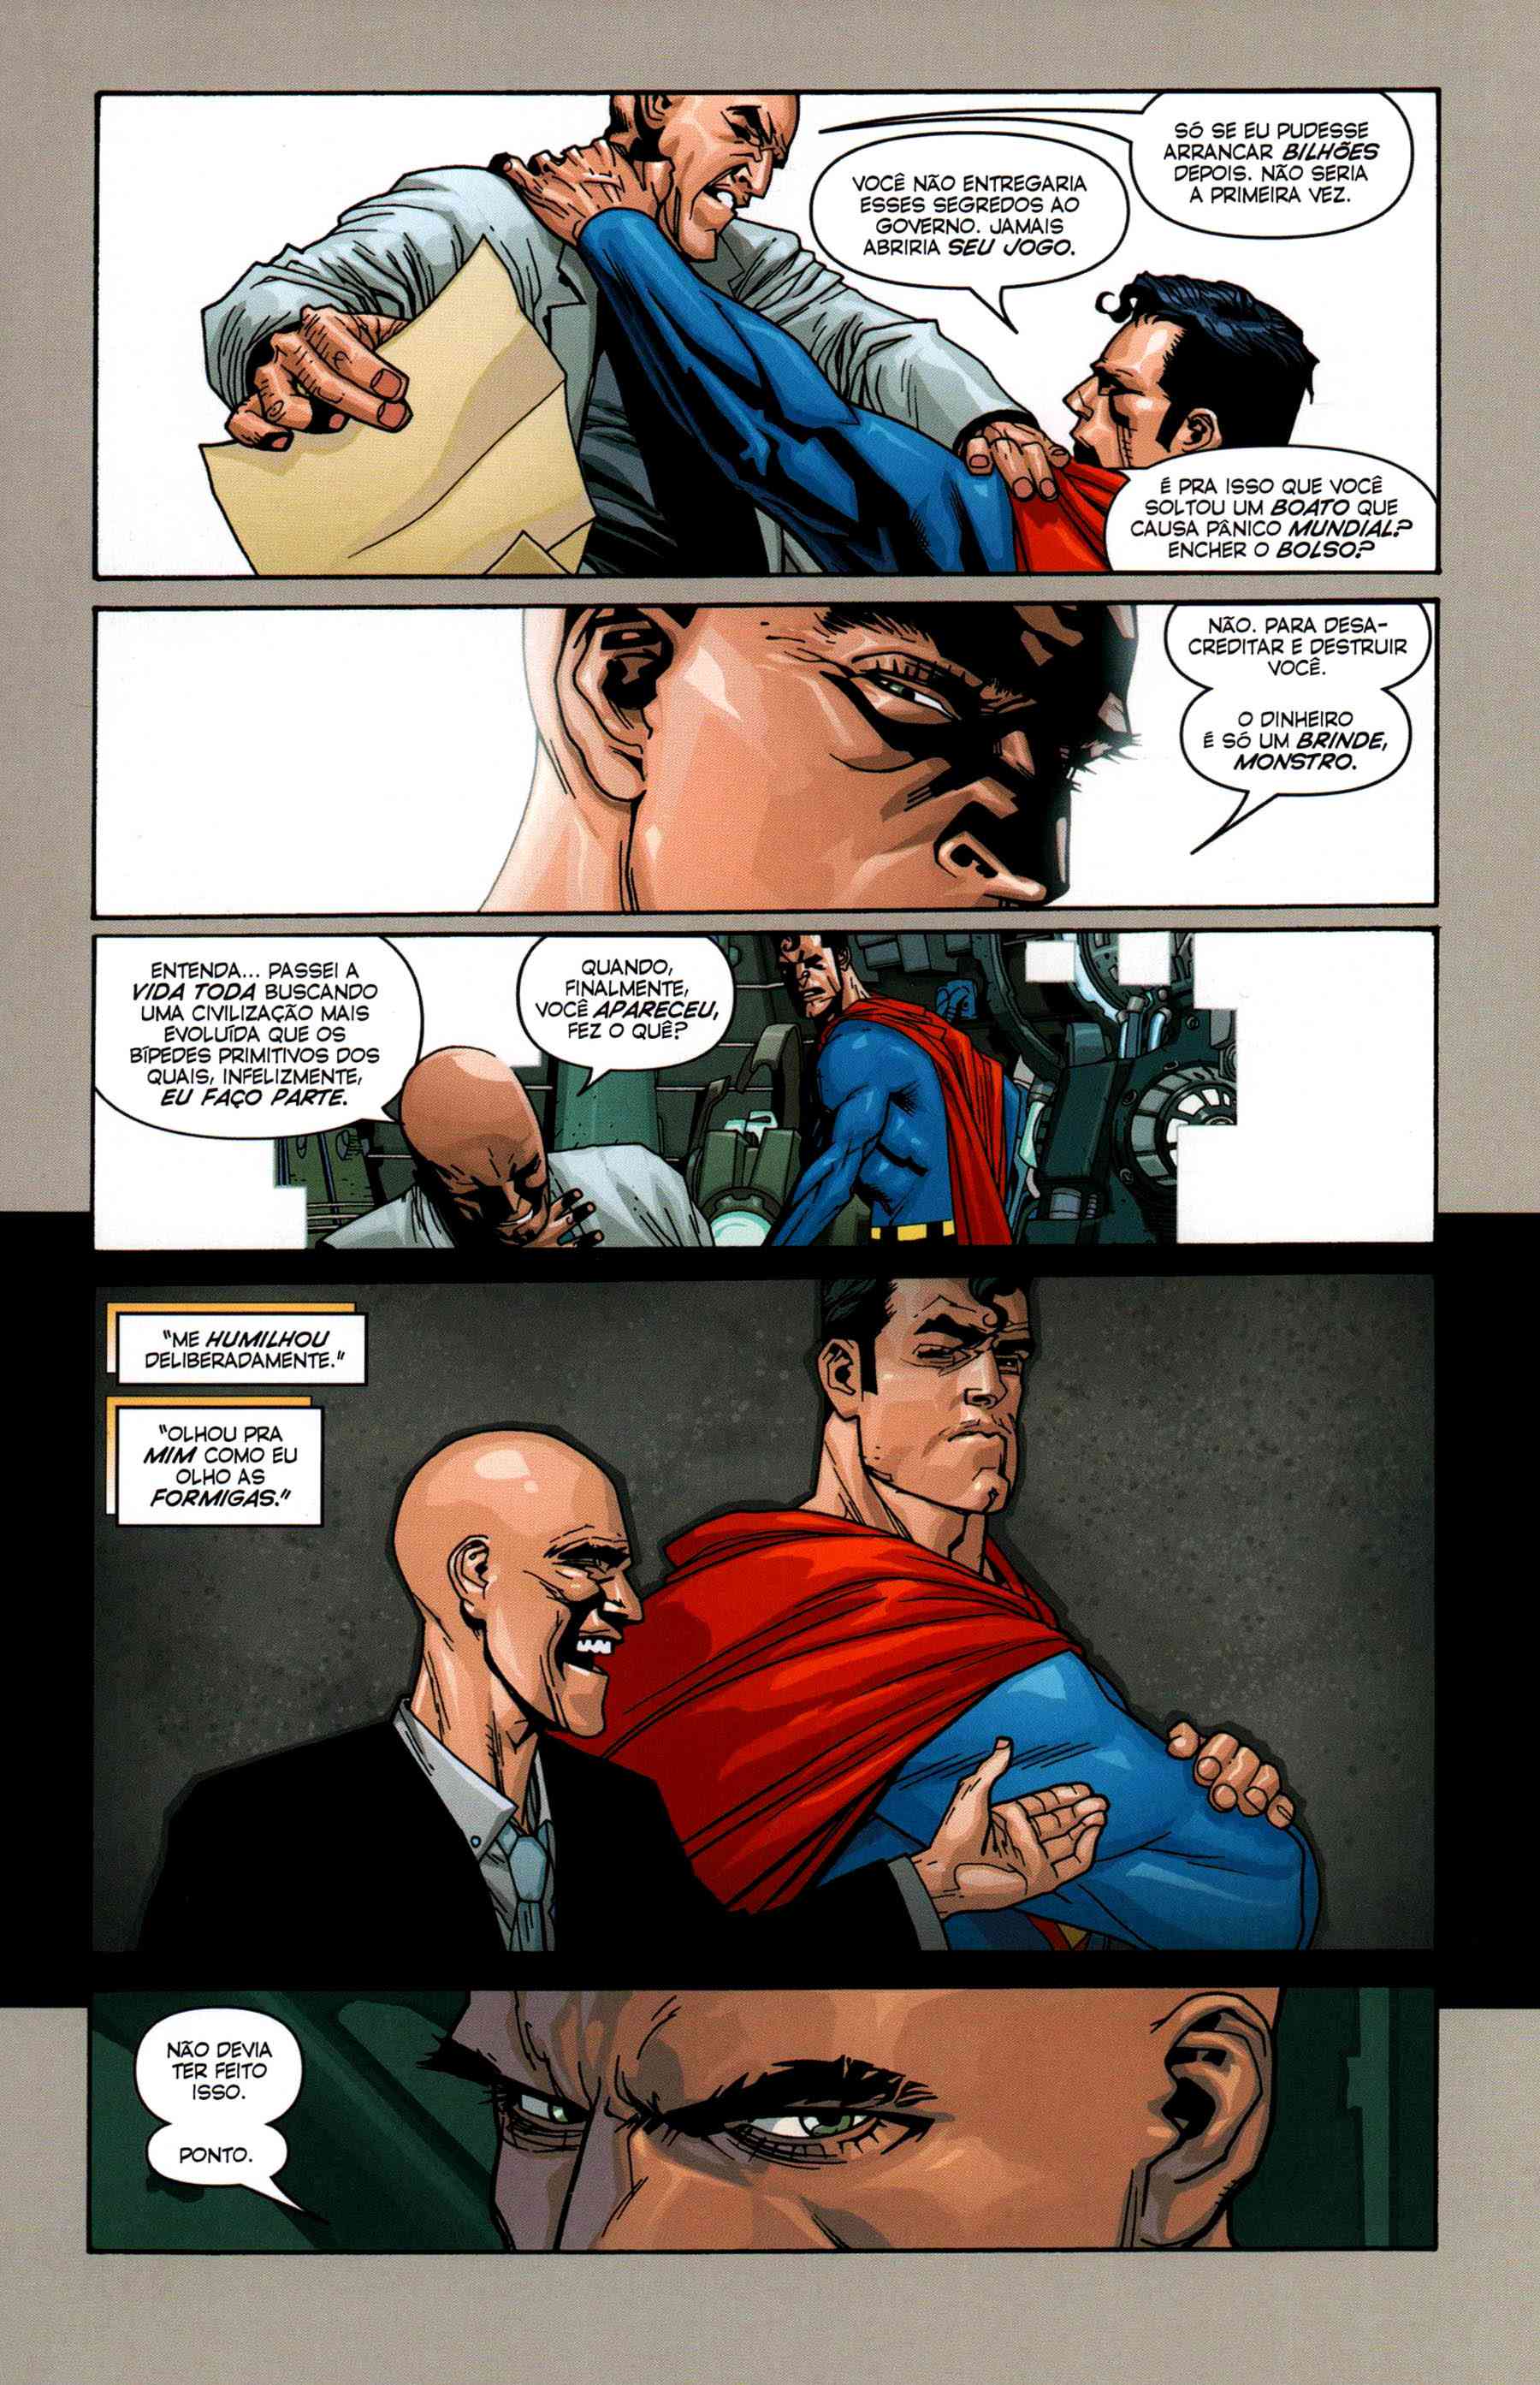 VOCÊ NÃO ENTREGARIA
ESSES SEGREDOS AO
GOVERNO. JAMAIS
ABRIRIA SEU JOGO.
SÓ SE EU PUDESSE
ARRANCAR BILHÕES
DEPOIS. NÃO SERIA
A PRIMEIRA VEZ.
É PRA ISSO QUE VOCÊ
SOLTOU UM BOATO QUE
CAUSA PÂNICO MUNDIAL?
ENCHER O BOLSO?
NÃO. PARA DESA-
CREDITAR E DESTRUIR
VOCÊ.
O DINHEIRO
É SÓ UM BRINDE,
MONSTRO.
ENTENDA... PASSEI A
VIDA TODA BUSCANDO
UMA CIVILIZAÇÃO MAIS
EVOLUÍDA QUE OS
BÍPEDES PRIMITIVOS DOS
QUAIS, INFELIZMENTE,
EU FAÇO PARTE.
QUANDO,
FINALMENTE,
VOCÊ APARECEU,
FEZ O QUÊ?
"ME HUMILHOU
DELIBERADAMENTE."
"OLHOU PRA
MIM COMO EU
OLHO AS
FORMIGAS."
NÃO DEVIA
TER FEITO
ISSO.
PONTO.